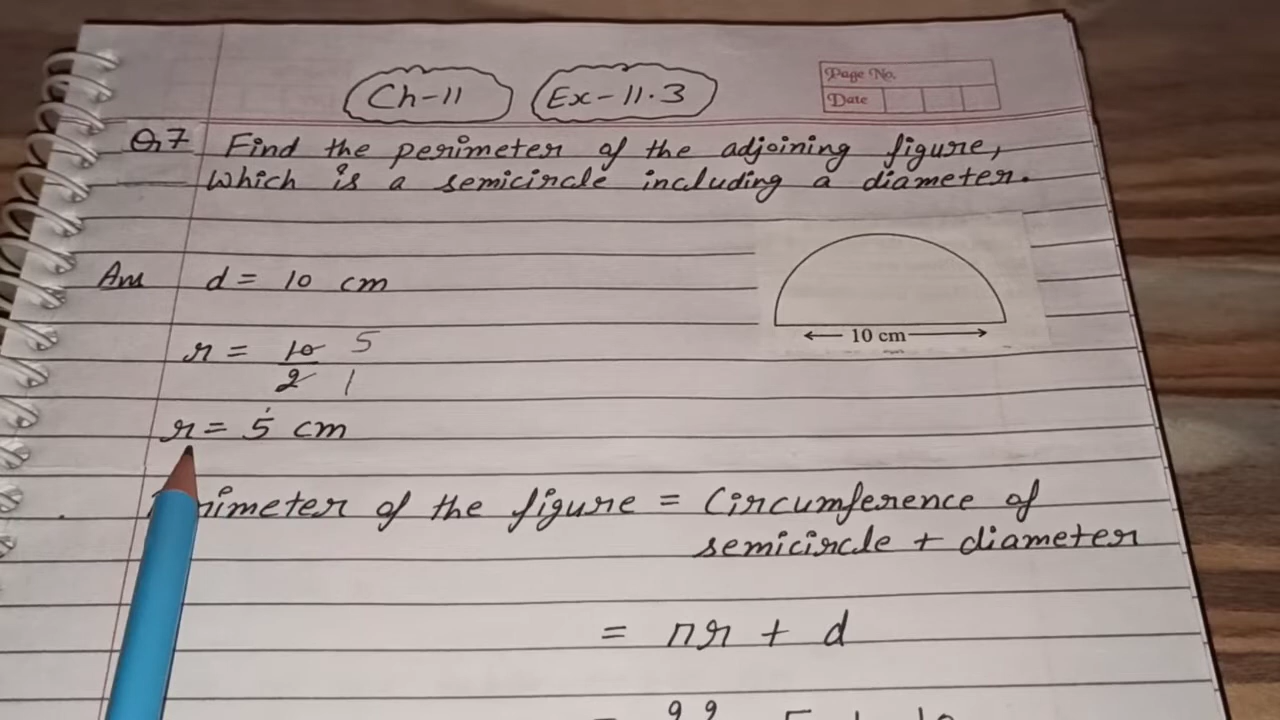 Ch-11 Ex-11.3
Page No.
Date
Q7 Find the perimeter of the adjoining figure,
which is a semicircle including a diameter.
Ans d = 10 cm
10 cm
r = 10/2 5 1
r = 5 cm
of the figure = Circumference of
semicircle + diameter
= πr + d